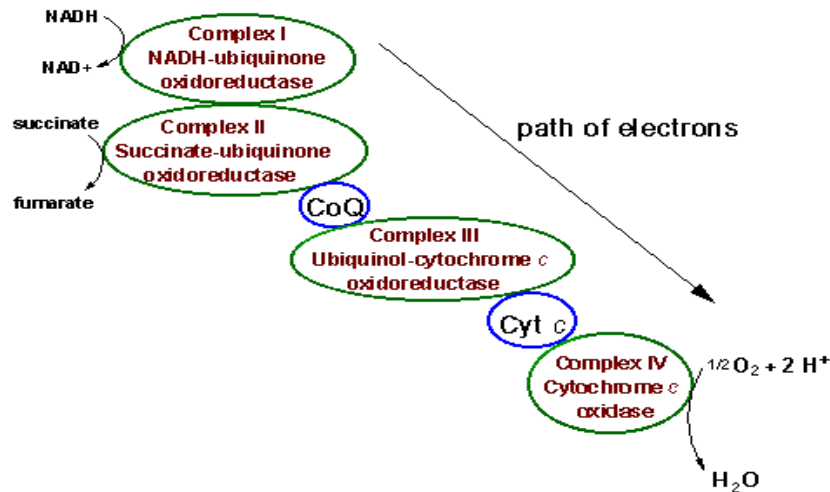 NADH
NAD+
Complex I
NADH-ubiquinone
oxidoreductase
succinate
fumarate
Complex II
Succinate-ubiquinone
oxidoreductase
path of electrons
CoQ
Complex III
Ubiquinol-cytochrome c
oxidoreductase
Cyt c
Complex IV
Cytochrome c
oxidase
1/2 O₂ + 2 H⁺
H₂O